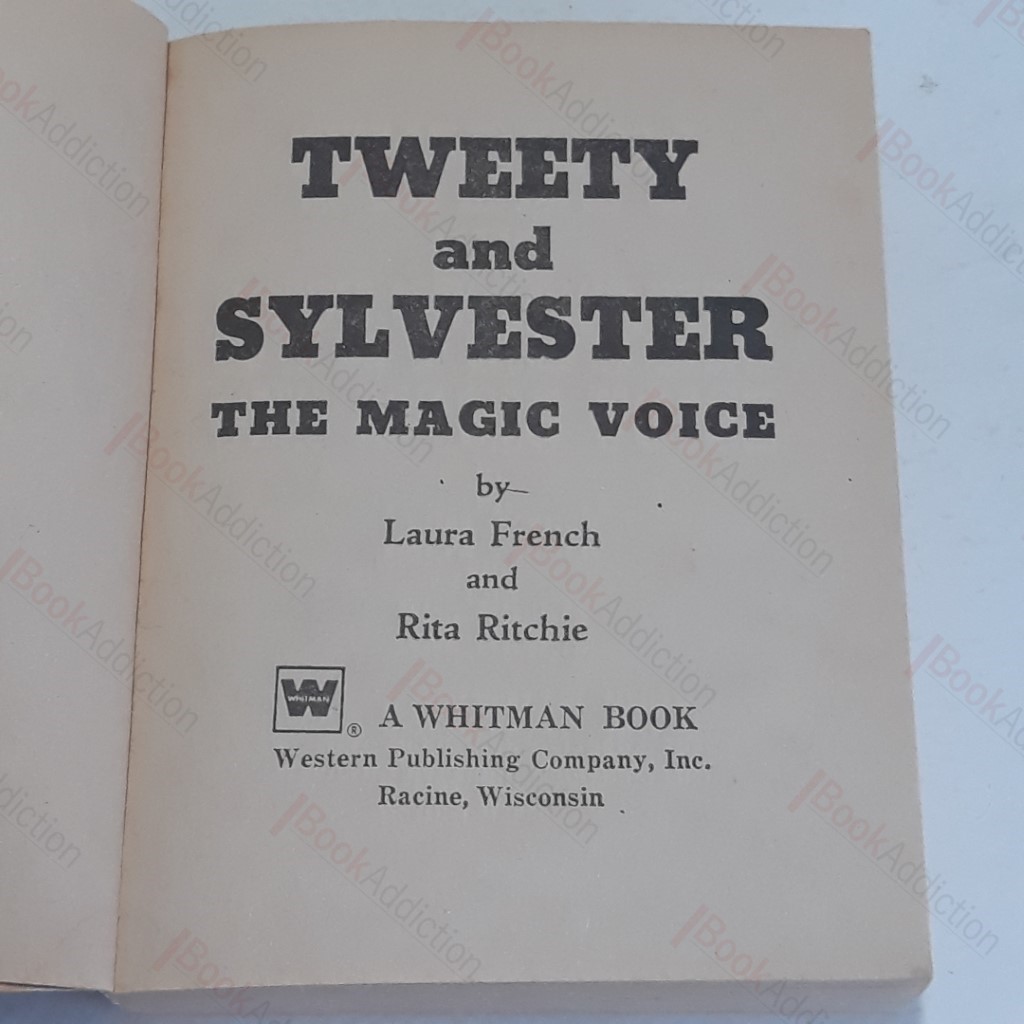 TWEETY
and
SYLVESTER
THE MAGIC VOICE
by
Laura French
and
Rita Ritchie
WHITMAN
W
® A WHITMAN BOOK
Western Publishing Company, Inc.
Racine, Wisconsin
BookAddiction